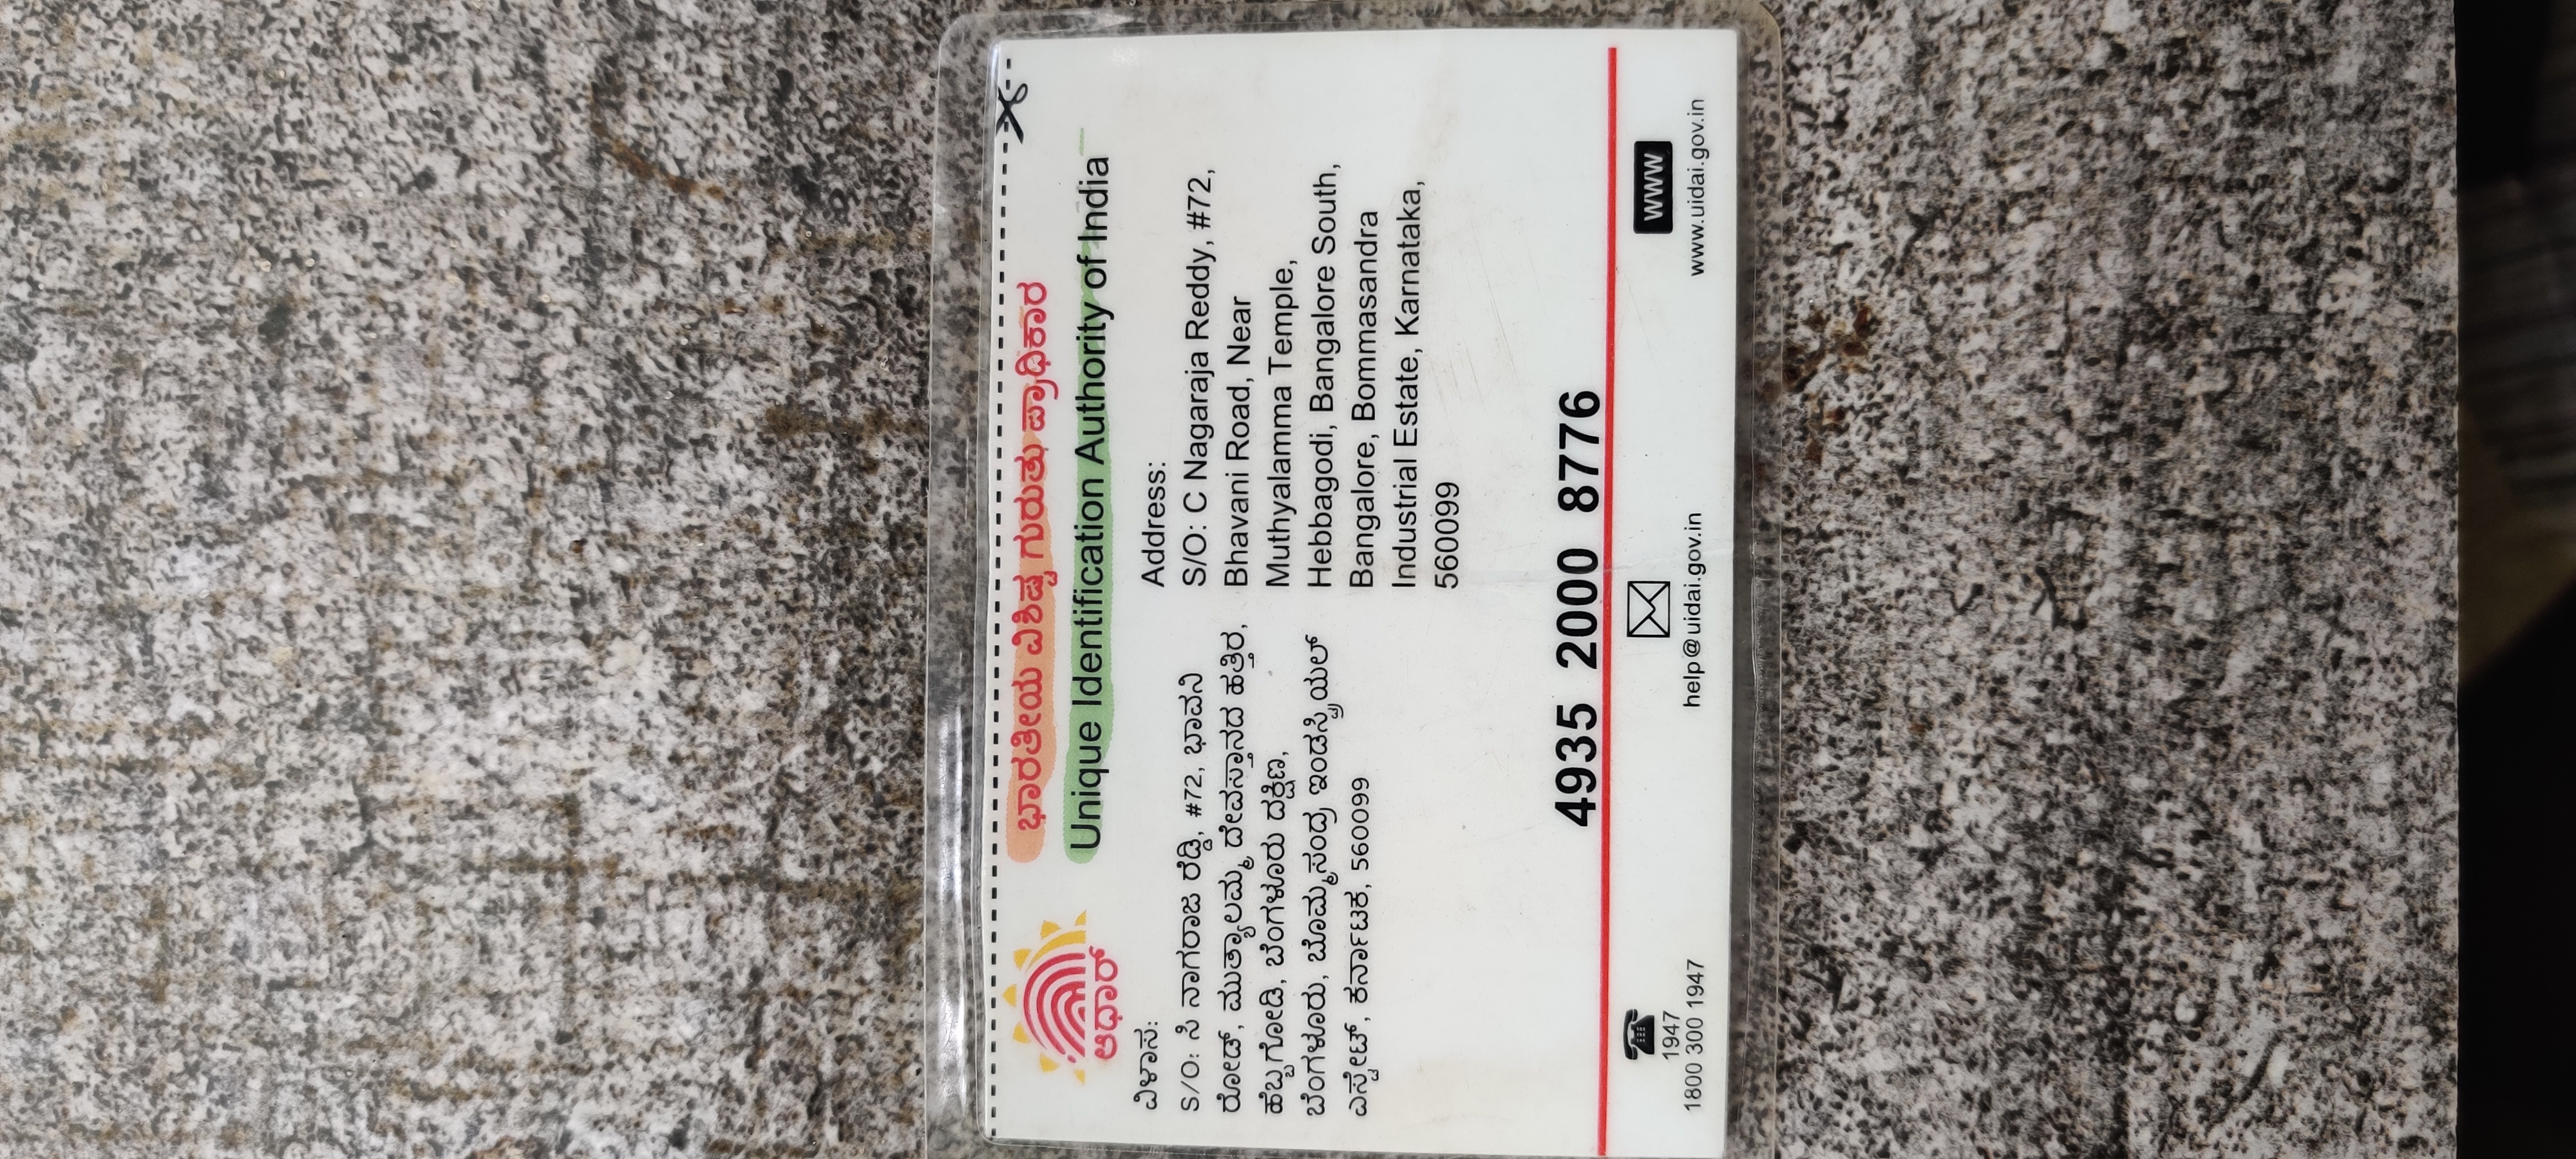 ಭಾರತೀಯ ವಿಶಿಷ್ಟ ಗುರುತು ಪ್ರಾಧಿಕಾರ
Unique Identification Authority of India
ಆಧಾರ್
ವಿಳಾಸ:
S/O: ಸಿ ನಾಗರಾಜ ರೆಡ್ಡಿ, #72, ಭಾವನಿ
ರೋಡ್, ಮುತ್ಯಾಲಮ್ಮ ದೇವಸ್ತಾನದ ಹತ್ತಿರ,
ಹೆಬ್ಬಗೋಡಿ, ಬೆಂಗಳೂರು ದಕ್ಷಿಣ,
ಬೆಂಗಳೂರು, ಬೊಮ್ಮಸಂದ್ರ ಇಂಡಸ್ಟ್ರಿಯಲ್
ಎಸ್ಟೇಟ್, ಕರ್ನಾಟಕ, 560099
Address:
S/O: C Nagaraja Reddy, #72,
Bhavani Road, Near
Muthyalamma Temple,
Hebbagodi, Bangalore South,
Bangalore, Bommasandra
Industrial Estate, Karnataka,
560099
4935 2000 8776
1947
1800 300 1947
help@uidai.gov.in
WWW
www.uidai.gov.in